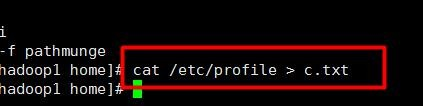 i
-f pathmunge
hadoop1 home]# cat /etc/profile > c.txt
hadoop1 home]#